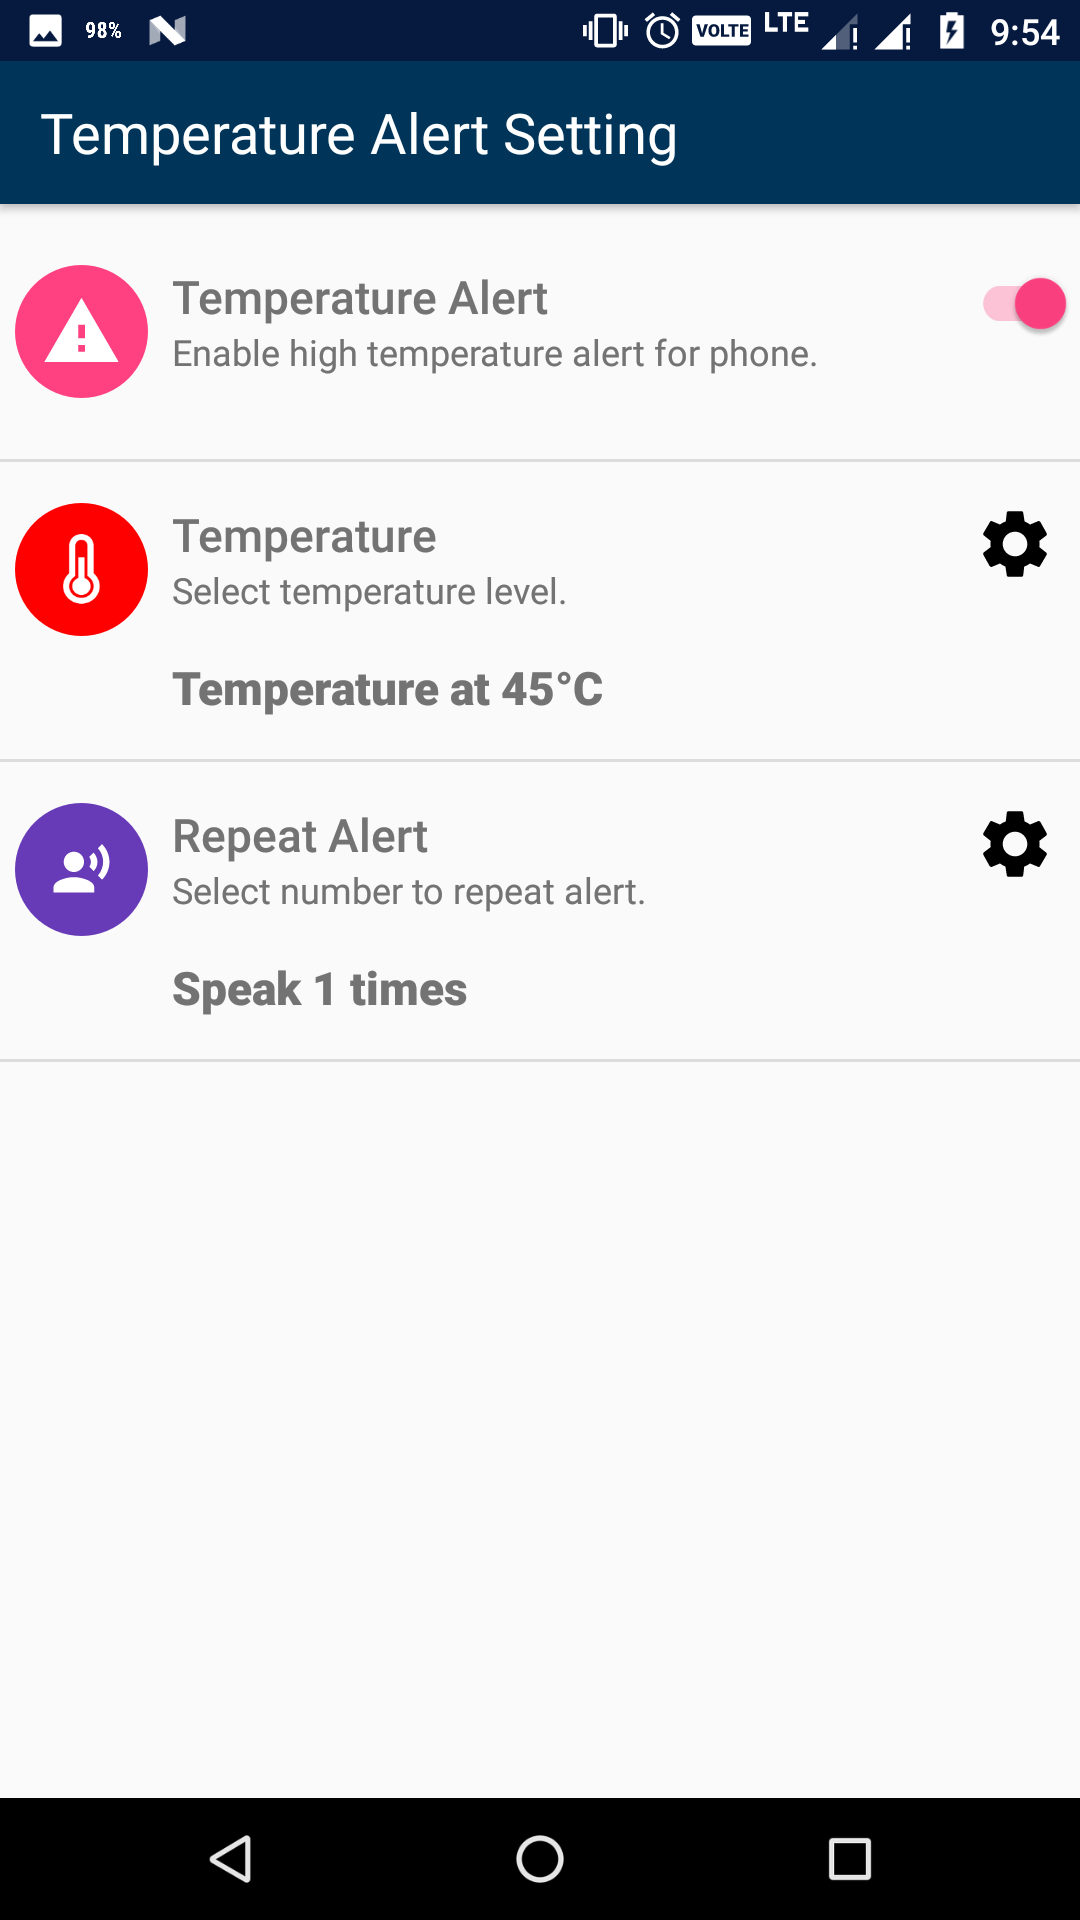 98% VOLTE LTE 9:54
Temperature Alert Setting
Temperature Alert
Enable high temperature alert for phone.
Temperature
Select temperature level.
Temperature at 45°C
Repeat Alert
Select number to repeat alert.
Speak 1 times